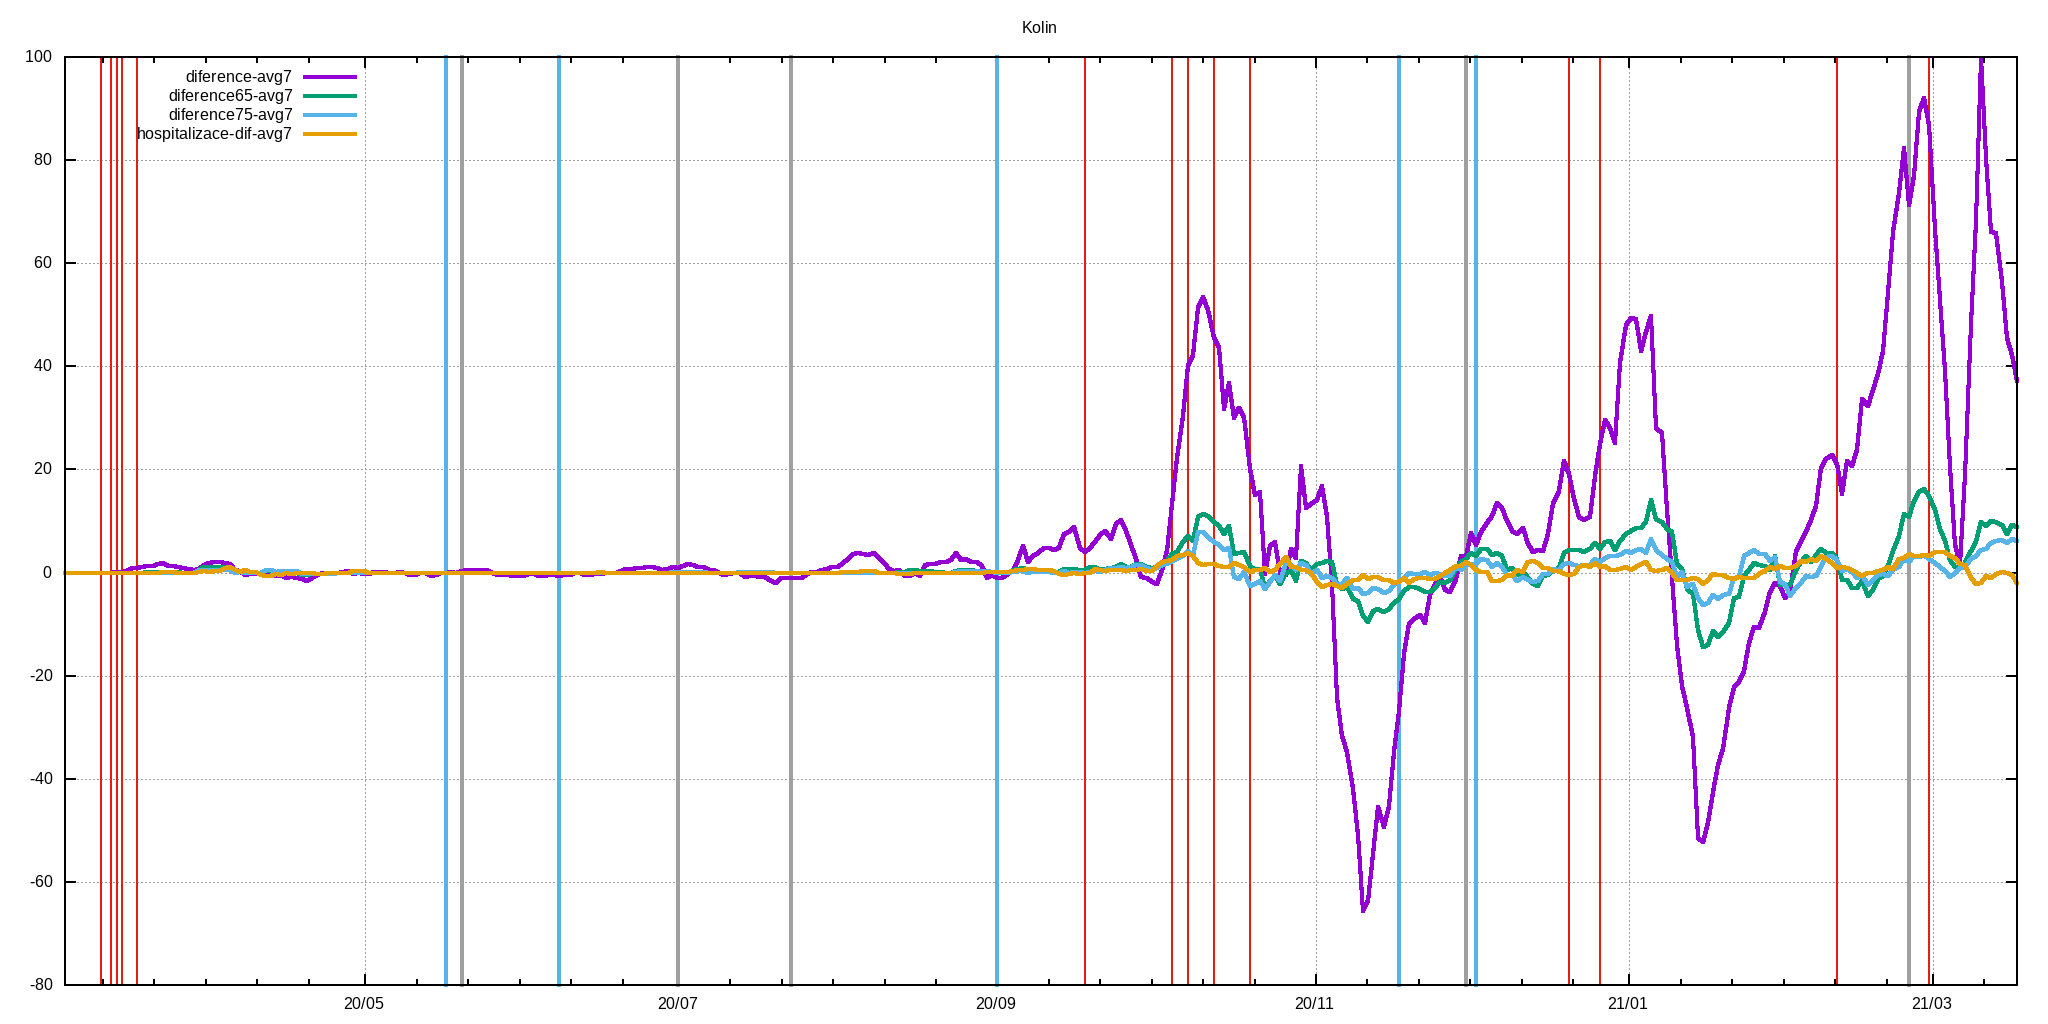 Kolin
diference-avg7
diference65-avg7
diference75-avg7
hospitalizace-dif-avg7
100
80
60
40
20
0
-20
-40
-60
-80
20/05 20/07 20/09 20/11 21/01 21/03